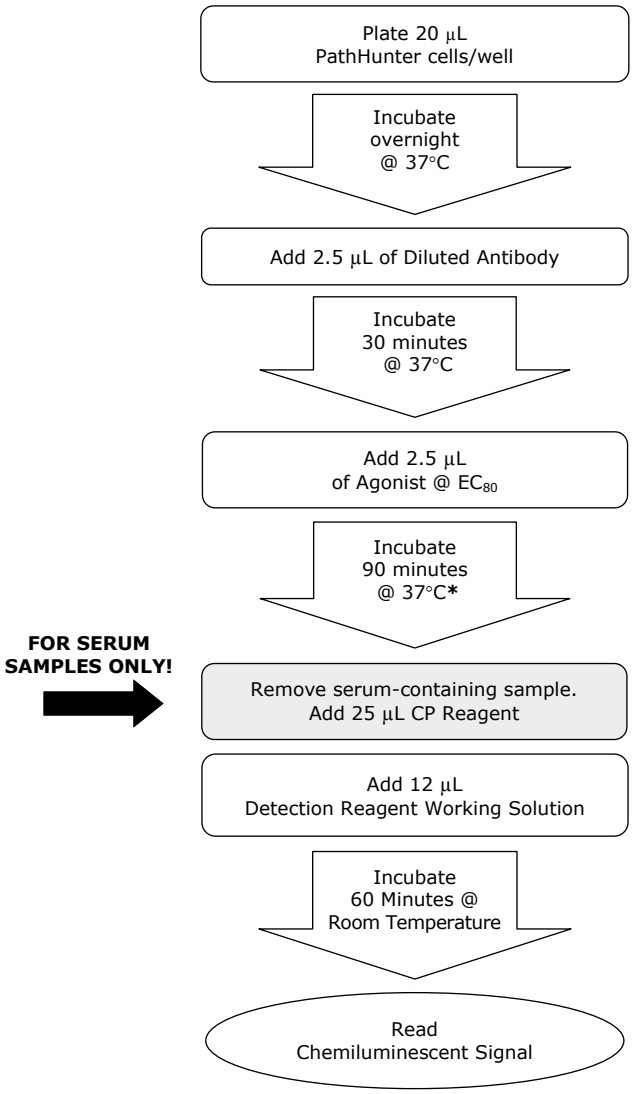 Plate 20 μL
PathHunter cells/well
Incubate
overnight
@ 37°C
Add 2.5 μL of Diluted Antibody
Incubate
30 minutes
@ 37°C
Add 2.5 μL
of Agonist @ EC₈₀
Incubate
90 minutes
@ 37°C*
FOR SERUM
SAMPLES ONLY!
Remove serum-containing sample.
Add 25 μL CP Reagent
Add 12 μL
Detection Reagent Working Solution
Incubate
60 Minutes @
Room Temperature
Read
Chemiluminescent Signal